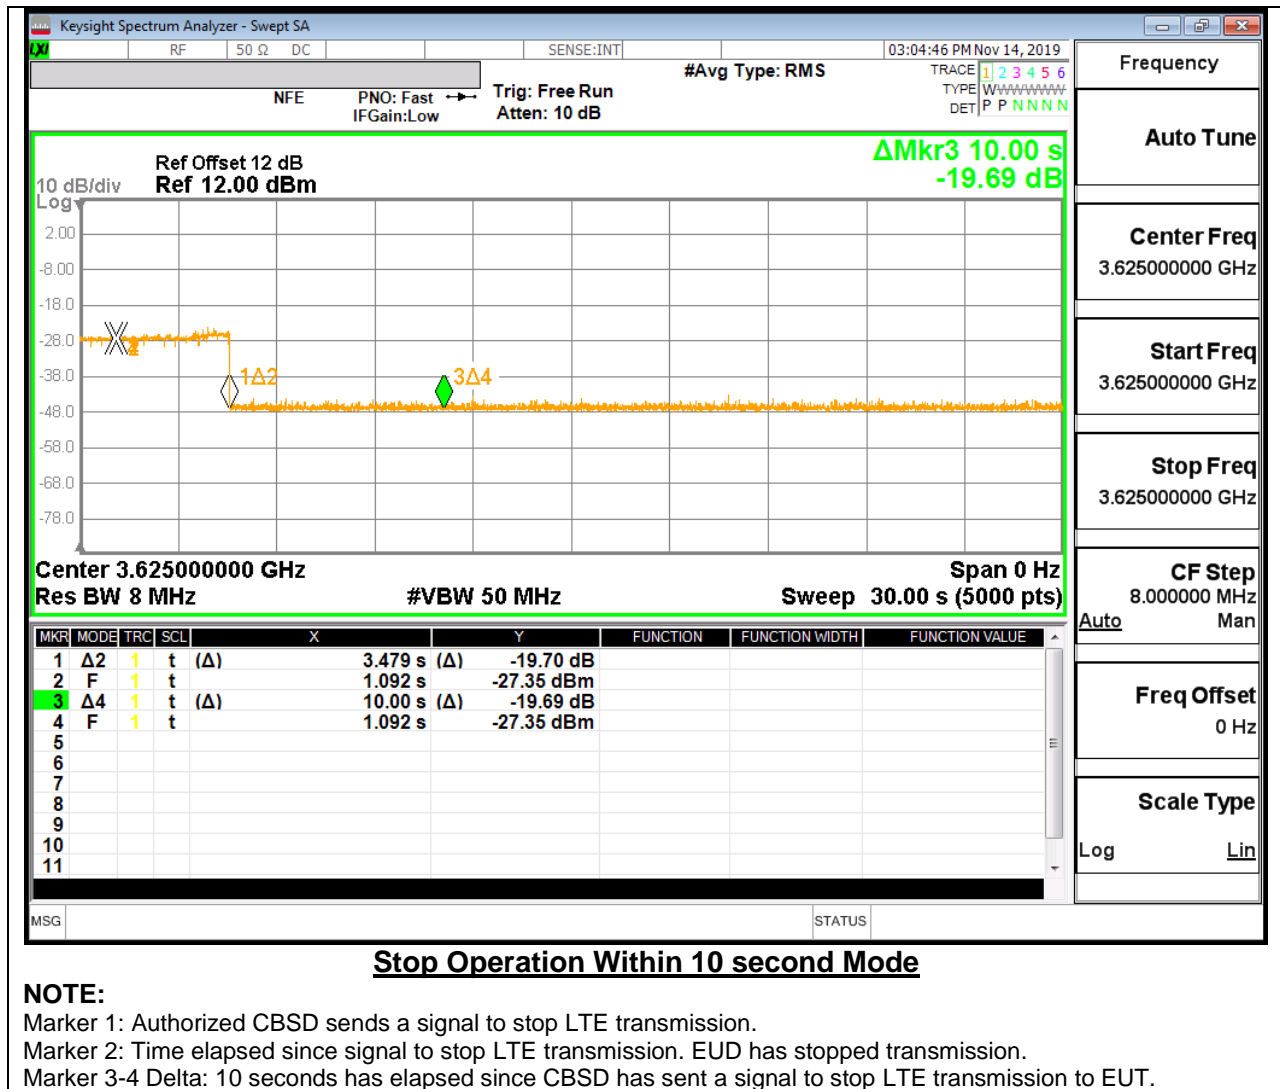 Keysight Spectrum Analyzer - Swept SA
LXI RF 50 Ω DC SENSE:INT 03:04:46 PM Nov 14, 2019
#Avg Type: RMS
TRACE 1 2 3 4 5 6
TYPE WWWWWWW
DET P P N N N N
NFE PNO: Fast Trig: Free Run
IFGain:Low Atten: 10 dB
ΔMkr3 10.00 s
-19.69 dB
Ref Offset 12 dB
10 dB/div Ref 12.00 dBm
Log
2.00
-8.00
-18.0
-28.0
-38.0
-48.0
-58.0
-68.0
-78.0
2
1Δ2
3Δ4
Center 3.625000000 GHz Span 0 Hz
Res BW 8 MHz #VBW 50 MHz Sweep 30.00 s (5000 pts)
MKR MODE TRC SCL X Y FUNCTION FUNCTION WIDTH FUNCTION VALUE
1 Δ2 1 t (Δ) 3.479 s (Δ) -19.70 dB
2 F 1 t 1.092 s -27.35 dBm
3 Δ4 1 t (Δ) 10.00 s (Δ) -19.69 dB
4 F 1 t 1.092 s -27.35 dBm
5
6
7
8
9
10
11
MSG STATUS
Frequency
Auto Tune
Center Freq
3.625000000 GHz
Start Freq
3.625000000 GHz
Stop Freq
3.625000000 GHz
CF Step
8.000000 MHz
Auto Man
Freq Offset
0 Hz
Scale Type
Log Lin
Stop Operation Within 10 second Mode
NOTE:
Marker 1: Authorized CBSD sends a signal to stop LTE transmission.
Marker 2: Time elapsed since signal to stop LTE transmission. EUD has stopped transmission.
Marker 3-4 Delta: 10 seconds has elapsed since CBSD has sent a signal to stop LTE transmission to EUT.